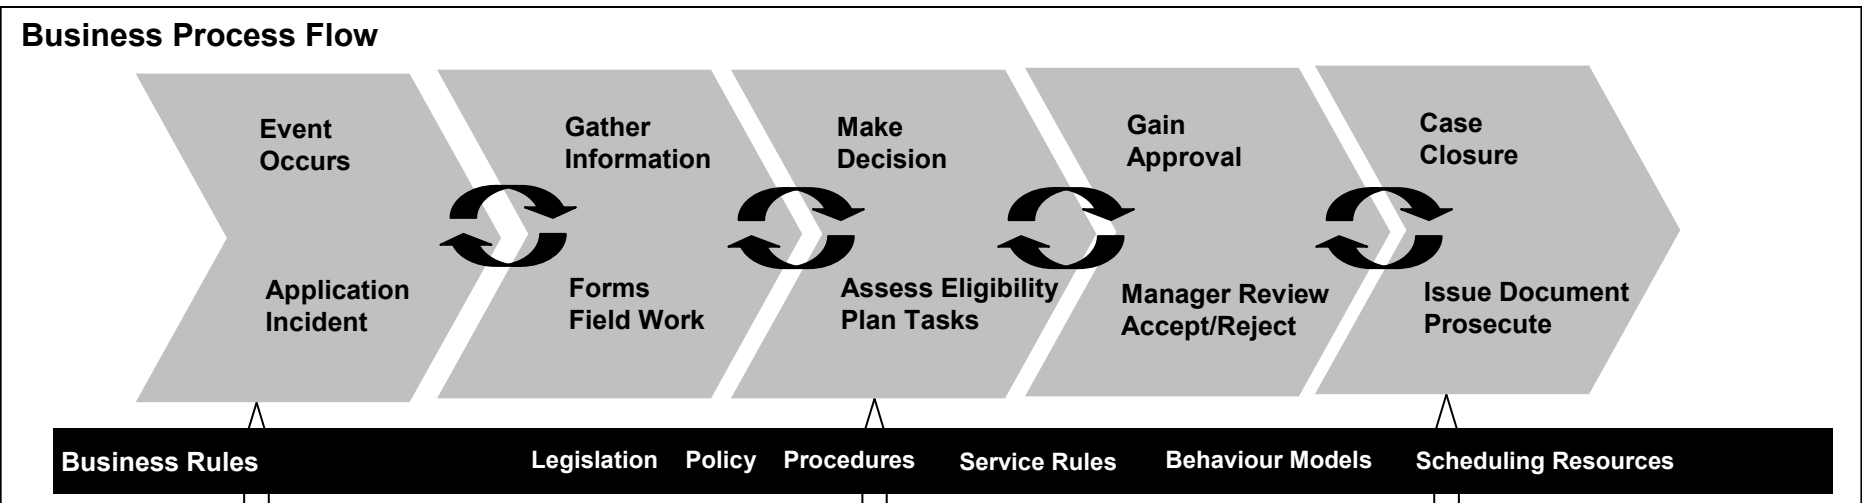 Business Process Flow
Event
Occurs
Application
Incident
Gather
Information
Forms
Field Work
Make
Decision
Assess Eligibility
Plan Tasks
Gain
Approval
Manager Review
Accept/Reject
Case
Closure
Issue Document
Prosecute
Business Rules Legislation Policy Procedures Service Rules Behaviour Models Scheduling Resources